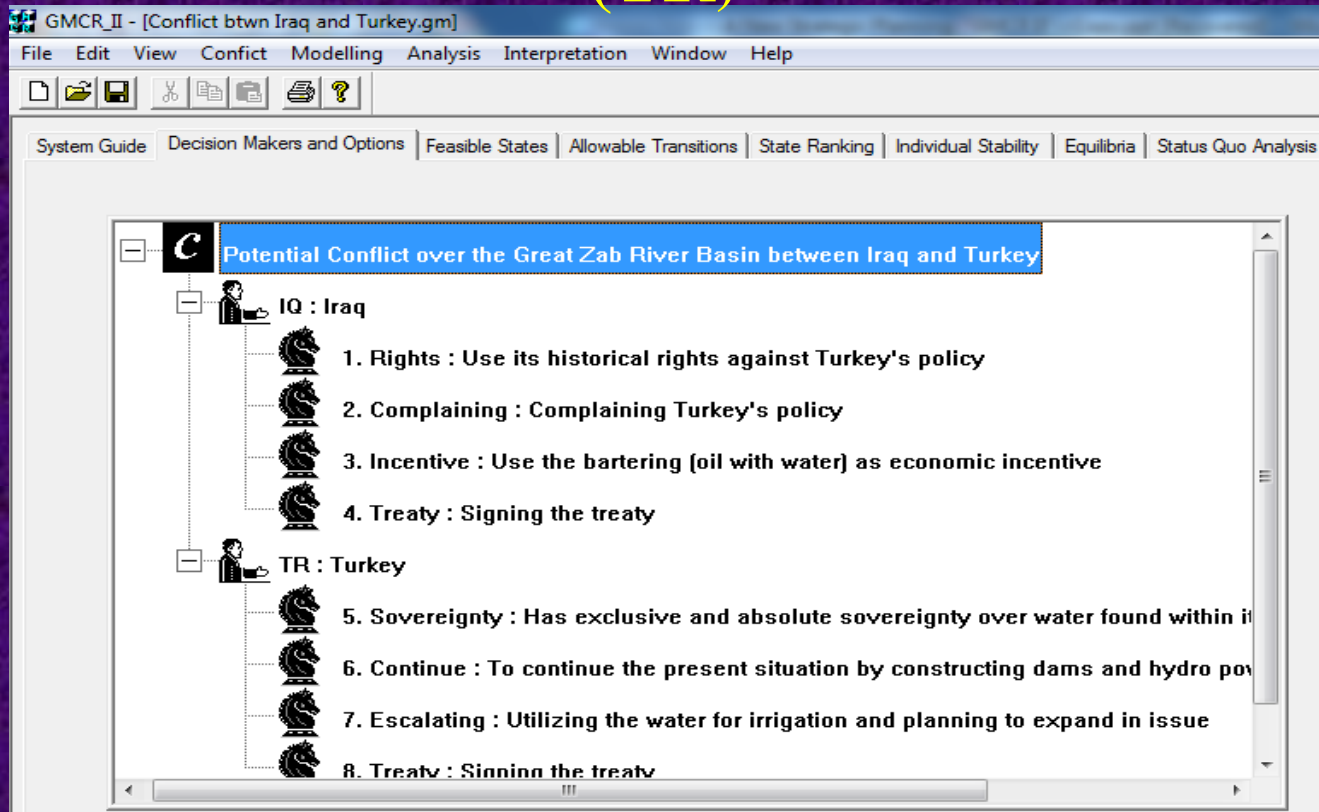 GMCR_II - [Conflict btwn Iraq and Turkey.gm]
File Edit View Confict Modelling Analysis Interpretation Window Help
System Guide Decision Makers and Options Feasible States Allowable Transitions State Ranking Individual Stability Equilibria Status Quo Analysis
C Potential Conflict over the Great Zab River Basin between Iraq and Turkey
IQ : Iraq
1. Rights : Use its historical rights against Turkey's policy
2. Complaining : Complaining Turkey's policy
3. Incentive : Use the bartering (oil with water) as economic incentive
4. Treaty : Signing the treaty
TR : Turkey
5. Sovereignty : Has exclusive and absolute sovereignty over water found within
6. Continue : To continue the present situation by constructing dams and hydro
7. Escalating : Utilizing the water for irrigation and planning to expand in issue
8. Treaty : Signing the treaty